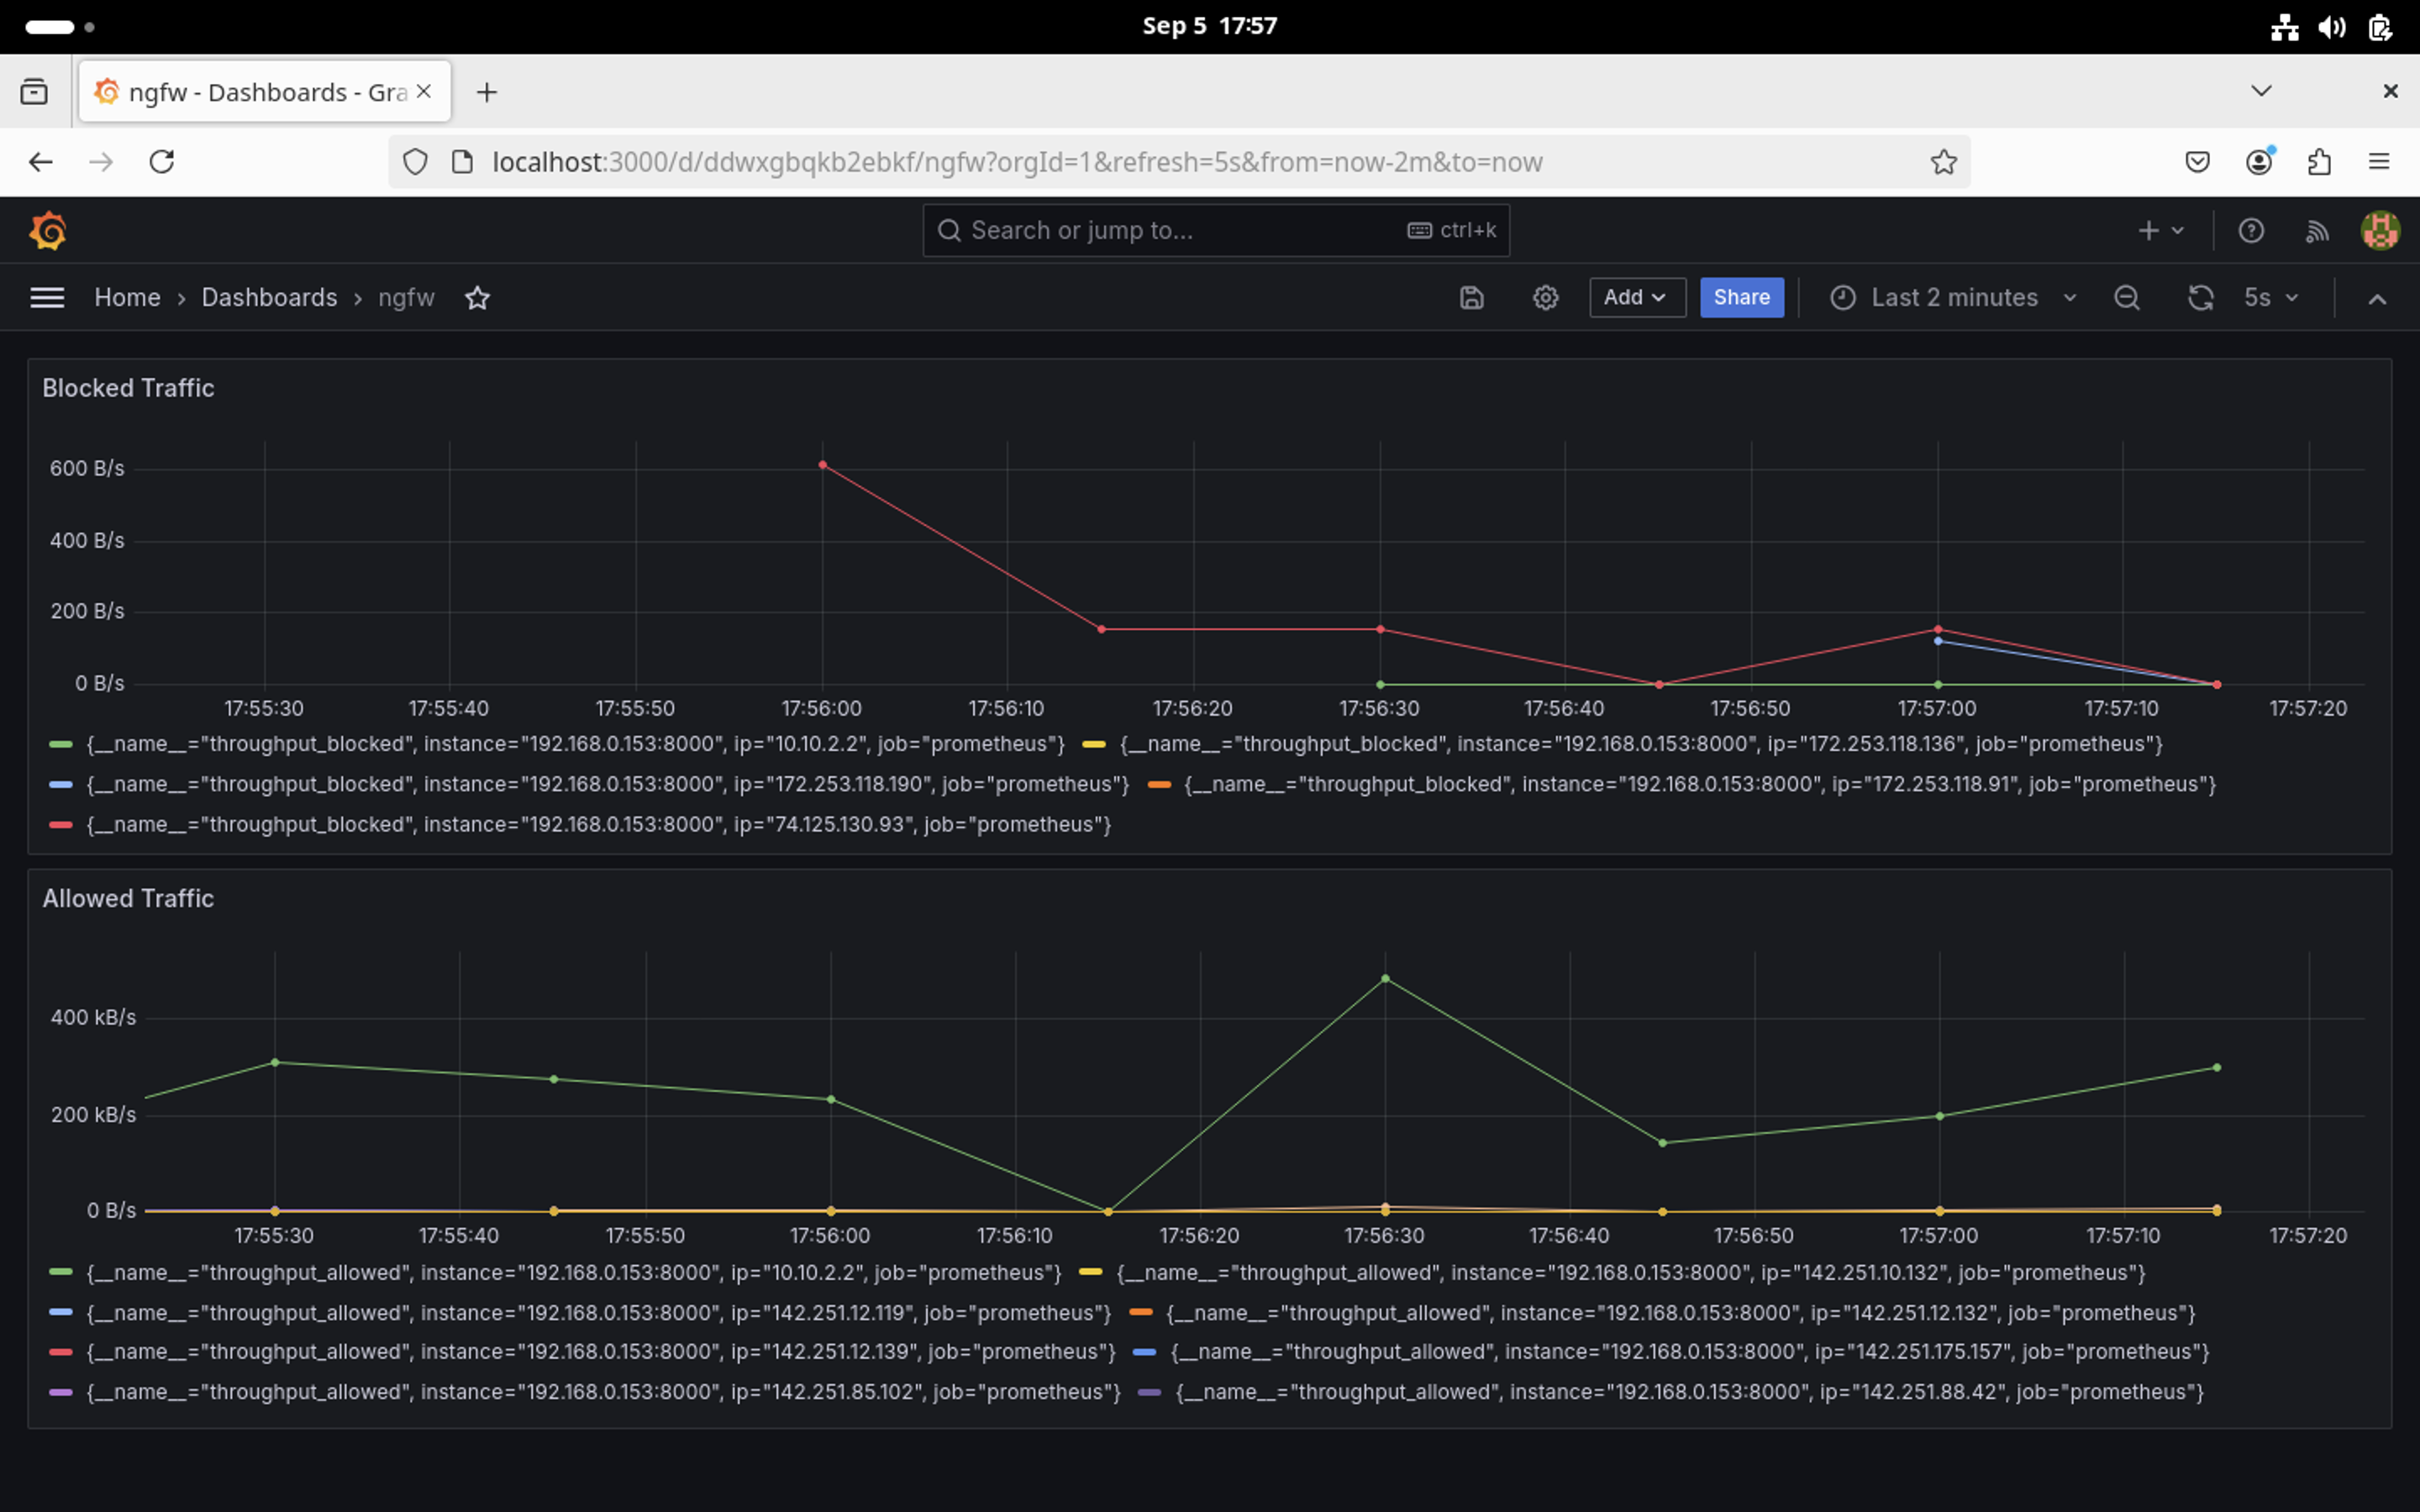 Sep 5 17:57
ngfw - Dashboards - Gra
localhost:3000/d/ddwxgbqkb2ebkf/ngfw?orgId=1&refresh=5s&from=now-2m&to=now
Search or jump to... ctrl+k
Home › Dashboards › ngfw Add Share Last 2 minutes 5s
Blocked Traffic
600 B/s
400 B/s
200 B/s
0 B/s
17:55:30 17:55:40 17:55:50 17:56:00 17:56:10 17:56:20 17:56:30 17:56:40 17:56:50 17:57:00 17:57:10 17:57:20
{__name__="throughput_blocked", instance="192.168.0.153:8000", ip="10.10.2.2", job="prometheus"} {__name__="throughput_blocked", instance="192.168.0.153:8000", ip="172.253.118.136", job="prometheus"}
{__name__="throughput_blocked", instance="192.168.0.153:8000", ip="172.253.118.190", job="prometheus"} {__name__="throughput_blocked", instance="192.168.0.153:8000", ip="172.253.118.91", job="prometheus"}
{__name__="throughput_blocked", instance="192.168.0.153:8000", ip="74.125.130.93", job="prometheus"}
Allowed Traffic
400 kB/s
200 kB/s
0 B/s
17:55:30 17:55:40 17:55:50 17:56:00 17:56:10 17:56:20 17:56:30 17:56:40 17:56:50 17:57:00 17:57:10 17:57:20
{__name__="throughput_allowed", instance="192.168.0.153:8000", ip="10.10.2.2", job="prometheus"} {__name__="throughput_allowed", instance="192.168.0.153:8000", ip="142.251.10.132", job="prometheus"}
{__name__="throughput_allowed", instance="192.168.0.153:8000", ip="142.251.12.119", job="prometheus"} {__name__="throughput_allowed", instance="192.168.0.153:8000", ip="142.251.12.132", job="prometheus"}
{__name__="throughput_allowed", instance="192.168.0.153:8000", ip="142.251.12.139", job="prometheus"} {__name__="throughput_allowed", instance="192.168.0.153:8000", ip="142.251.175.157", job="prometheus"}
{__name__="throughput_allowed", instance="192.168.0.153:8000", ip="142.251.85.102", job="prometheus"} {__name__="throughput_allowed", instance="192.168.0.153:8000", ip="142.251.88.42", job="prometheus"}